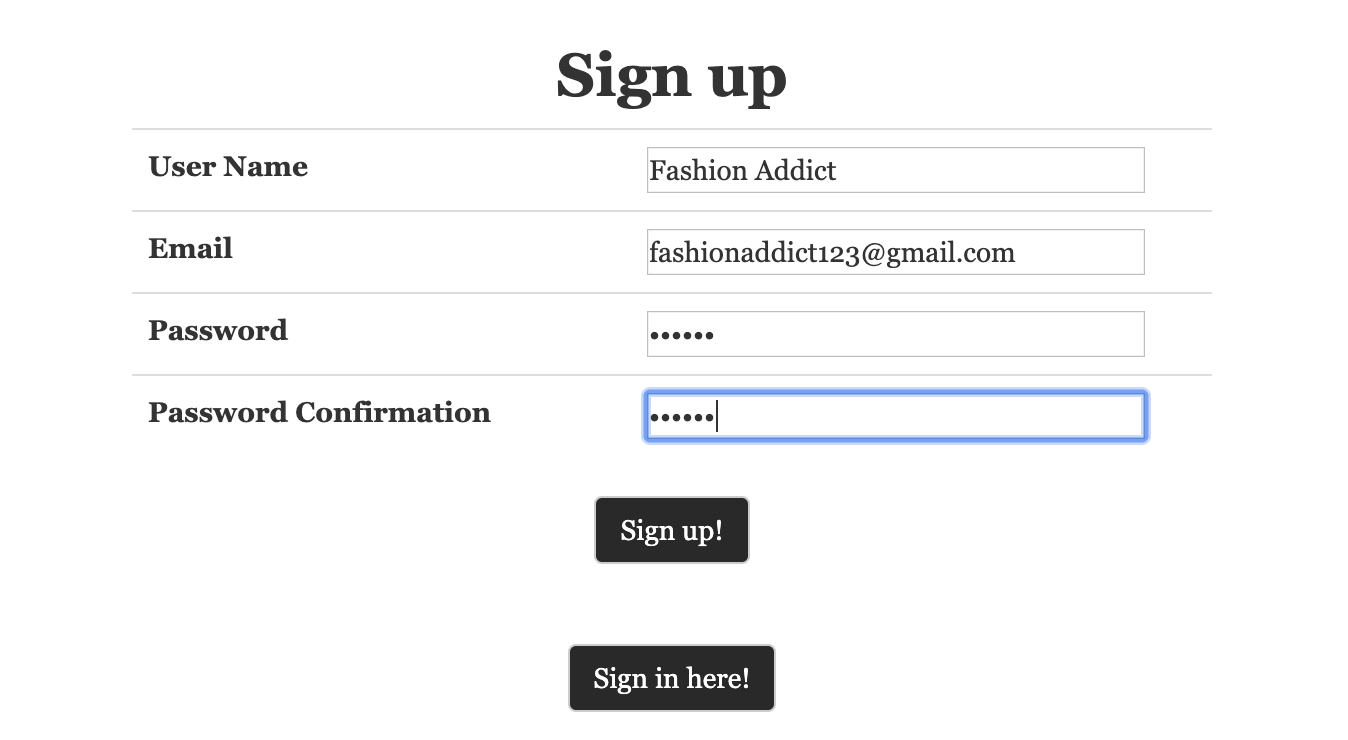 Sign up
User Name Fashion Addict
Email fashionaddict123@gmail.com
Password ••••••
Password Confirmation ••••••
Sign up!
Sign in here!